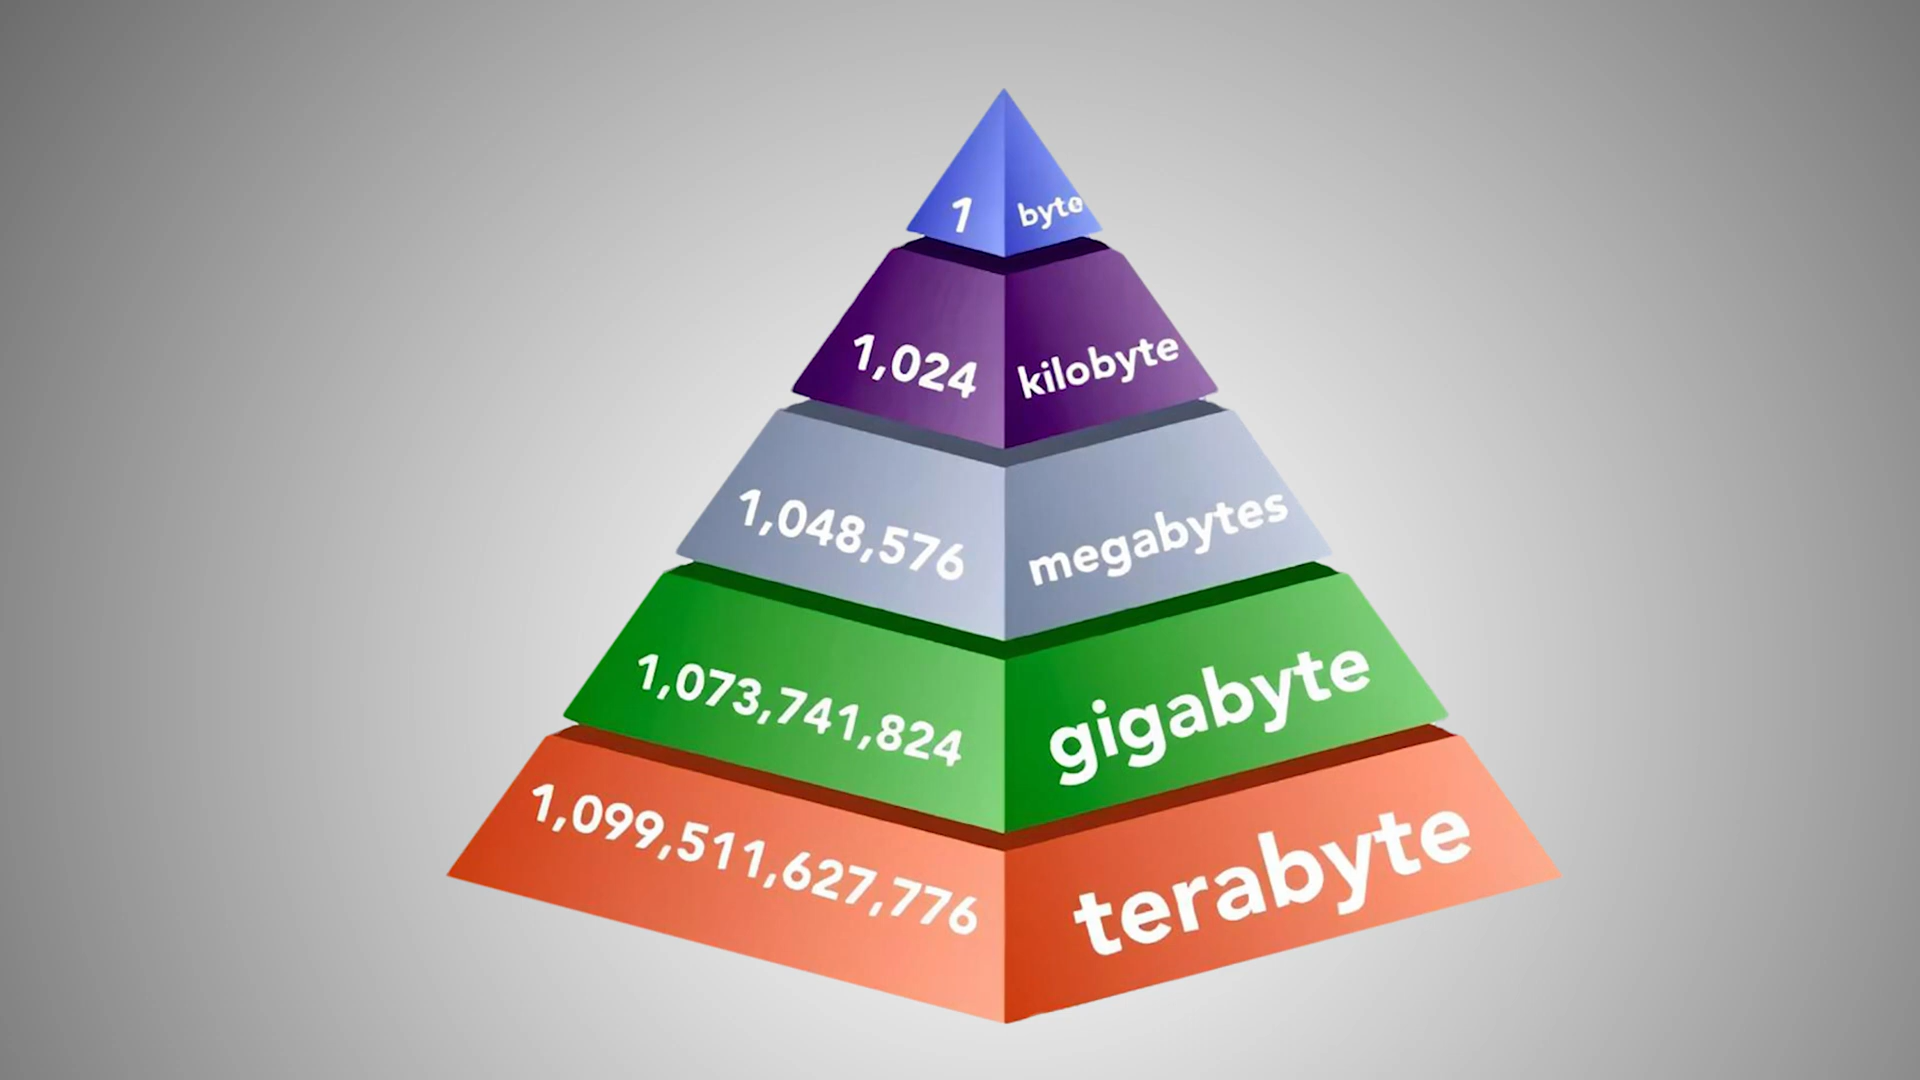 1 byte
1,024 kilobyte
1,048,576 megabytes
1,073,741,824 gigabyte
1,099,511,627,776 terabyte